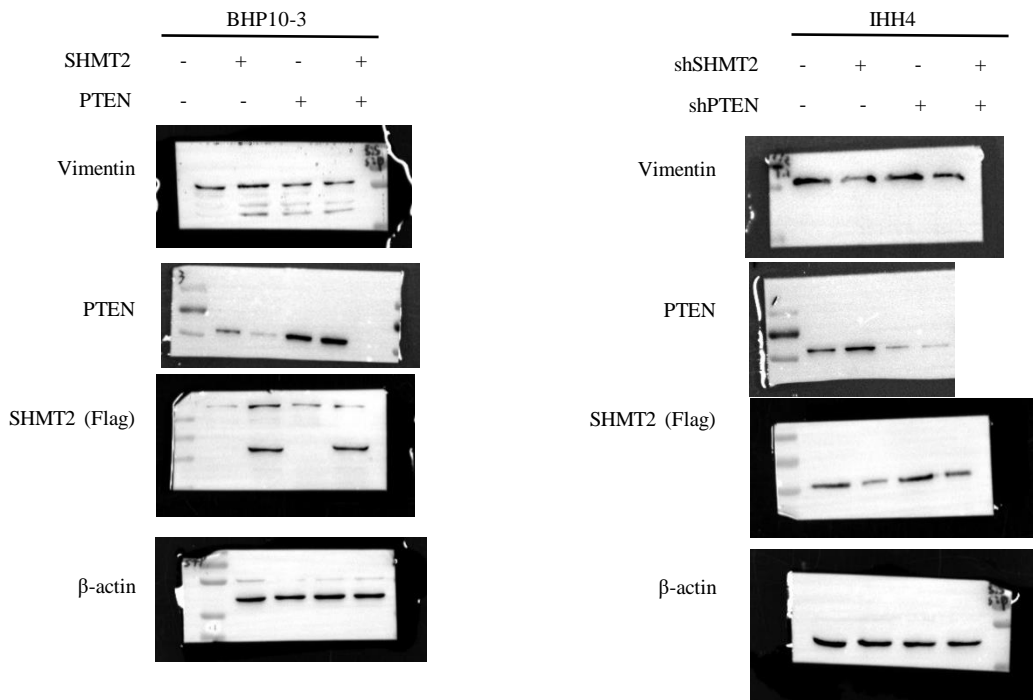 BHP10-3
SHMT2 - + - +
PTEN - - + +
Vimentin
PTEN
SHMT2 (Flag)
β-actin
IHH4
shSHMT2 - + - +
shPTEN - - + +
Vimentin
PTEN
SHMT2 (Flag)
β-actin